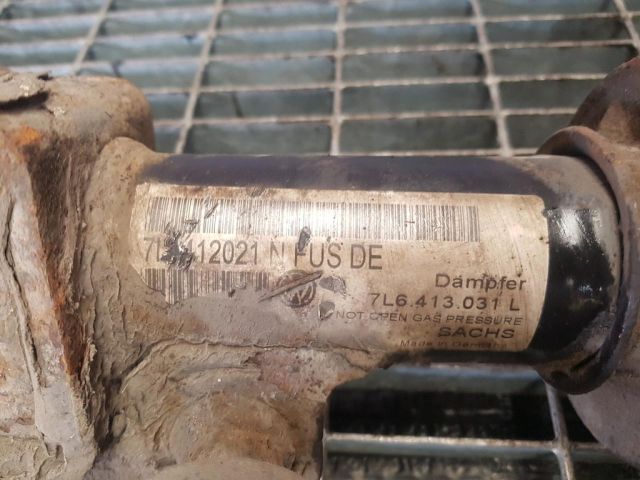 412021 N FUS DE
Dämpfer
7L6.413.031 L
NOT OPEN GAS PRESSURE
SACHS
Made in Germany